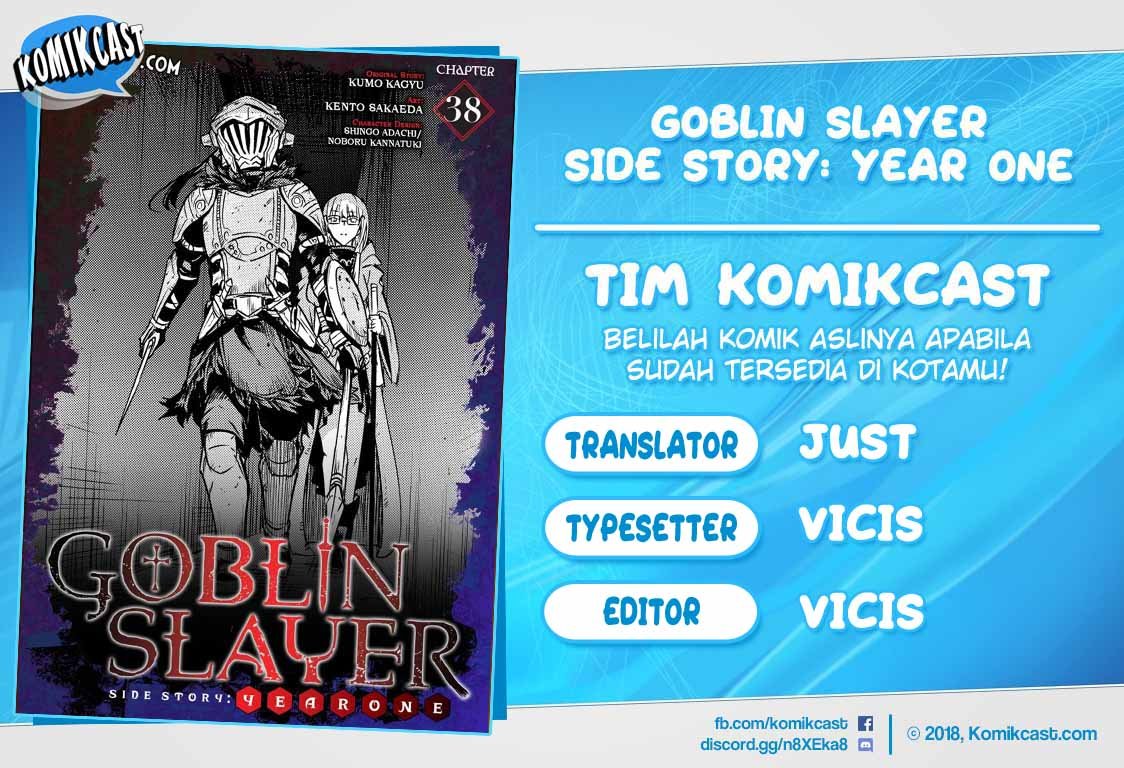 KOMIKCAST
.COM
ORIGINAL STORY:
KUMO KAGYU
ART:
KENTO SAKAEDA
CHARACTER DESIGN:
SHINGO ADACHI/
NOBORU KANNATUKI
CHAPTER
38
GOBLIN
SLAYER
SIDE STORY: YEAR ONE
GOBLIN SLAYER
SIDE STORY: YEAR ONE
TIM KOMIKCAST
BELILAH KOMIK ASLINYA APABILA
SUDAH TERSEDIA DI KOTAMU!
TRANSLATOR JUST
TYPESETTER VICIS
EDITOR VICIS
fb.com/komikcast
discord.gg/n8XEka8
© 2018, Komikcast.com